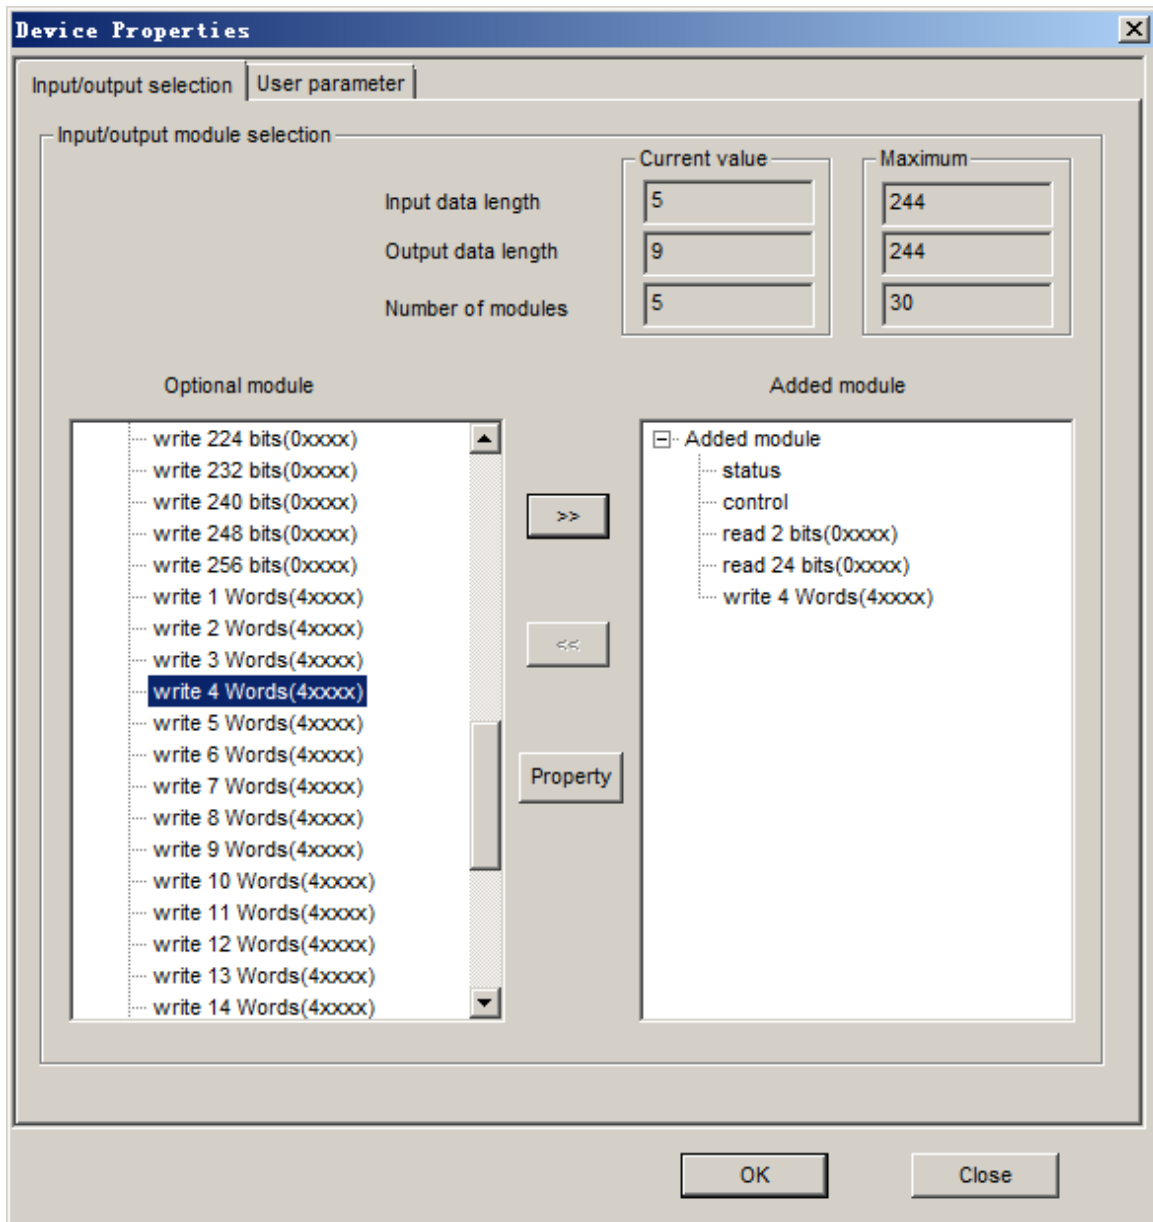 Device Properties
Input/output selection
User parameter
Input/output module selection
Current value
Maximum
Input data length
5
244
Output data length
9
244
Number of modules
5
30
Optional module
Added module
write 224 bits(0xxxx)
write 232 bits(0xxxx)
write 240 bits(0xxxx)
write 248 bits(0xxxx)
write 256 bits(0xxxx)
write 1 Words(4xxxx)
write 2 Words(4xxxx)
write 3 Words(4xxxx)
write 4 Words(4xxxx)
write 5 Words(4xxxx)
write 6 Words(4xxxx)
write 7 Words(4xxxx)
write 8 Words(4xxxx)
write 9 Words(4xxxx)
write 10 Words(4xxxx)
write 11 Words(4xxxx)
write 12 Words(4xxxx)
write 13 Words(4xxxx)
write 14 Words(4xxxx)
>>
<<
Property
Added module
status
control
read 2 bits(0xxxx)
read 24 bits(0xxxx)
write 4 Words(4xxxx)
OK
Close